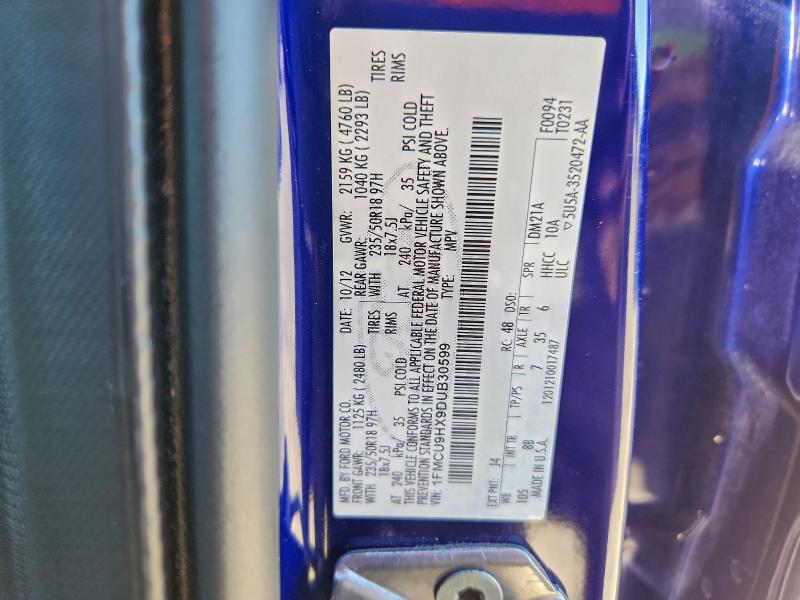 MFD. BY FORD MOTOR CO.
DATE: 10/12 GVWR: 2159 KG ( 4760 LB)
FRONT GAWR: 1125 KG ( 2480 LB) REAR GAWR: 1040 KG ( 2293 LB)
WITH 235/50R18 97H TIRES WITH 235/50R18 97H TIRES
18x7.5J RIMS 18x7.5J RIMS
AT 240 kPa/ 35 PSI COLD AT 240 kPa/ 35 PSI COLD
THIS VEHICLE CONFORMS TO ALL APPLICABLE FEDERAL MOTOR VEHICLE SAFETY AND THEFT
PREVENTION STANDARDS IN EFFECT ON THE DATE OF MANUFACTURE SHOWN ABOVE.
VIN: 1FMCU9HX9DUB30599 TYPE: MPV
EXT PNT: J4 RC: 48 DSO: F0094
WB INT TR TP/PS R AXLE TR SPR DM21A T0231
105 8B 7 35 6 HHCC 10A
MADE IN U.S.A. 1201210017487 ULC ▽5U5A-3520472-AA